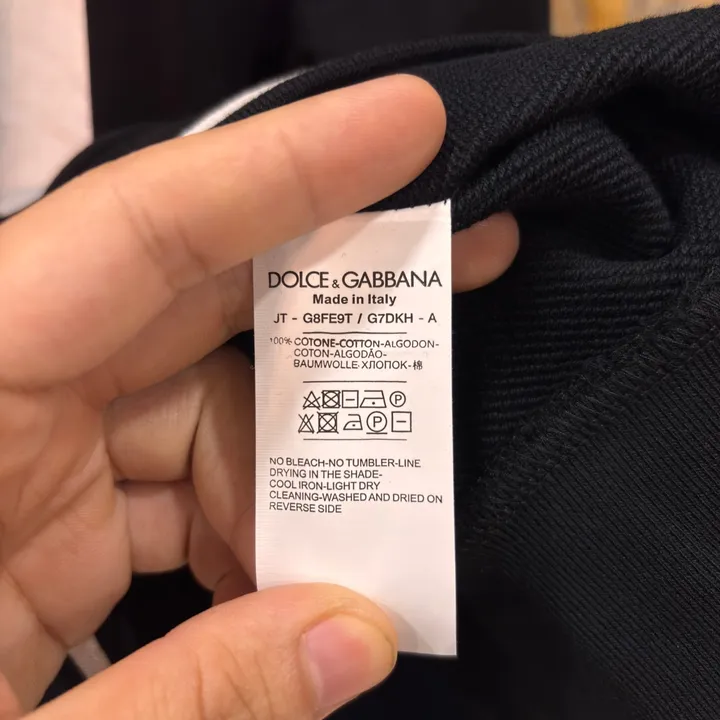 DOLCE & GABBANA
Made in Italy
JT - G8FE9T / G7DKH - A
100% COTONE-COTTON-ALGODON-
COTON-ALGODÃO-
BAUMWOLLE-ХЛОПОК-棉
P
P
NO BLEACH-NO TUMBLER-LINE
DRYING IN THE SHADE-
COOL IRON-LIGHT DRY
CLEANING-WASHED AND DRIED ON
REVERSE SIDE